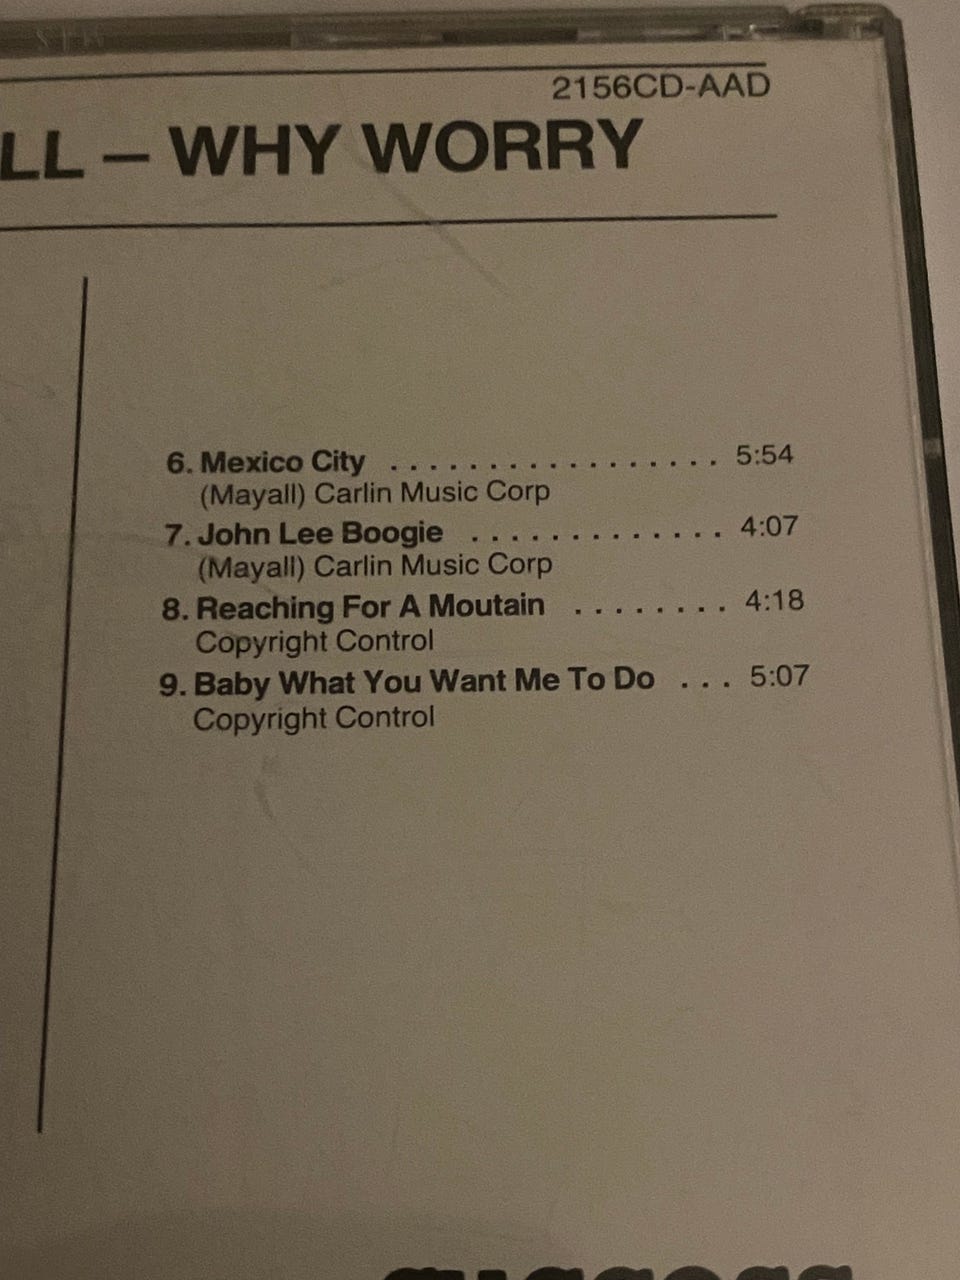 2156CD-AAD
LL – WHY WORRY
6. Mexico City . . . . . . . . . . . . . . . . . 5:54
(Mayall) Carlin Music Corp
7. John Lee Boogie . . . . . . . . . . . . . 4:07
(Mayall) Carlin Music Corp
8. Reaching For A Moutain . . . . . . . . 4:18
Copyright Control
9. Baby What You Want Me To Do . . . 5:07
Copyright Control